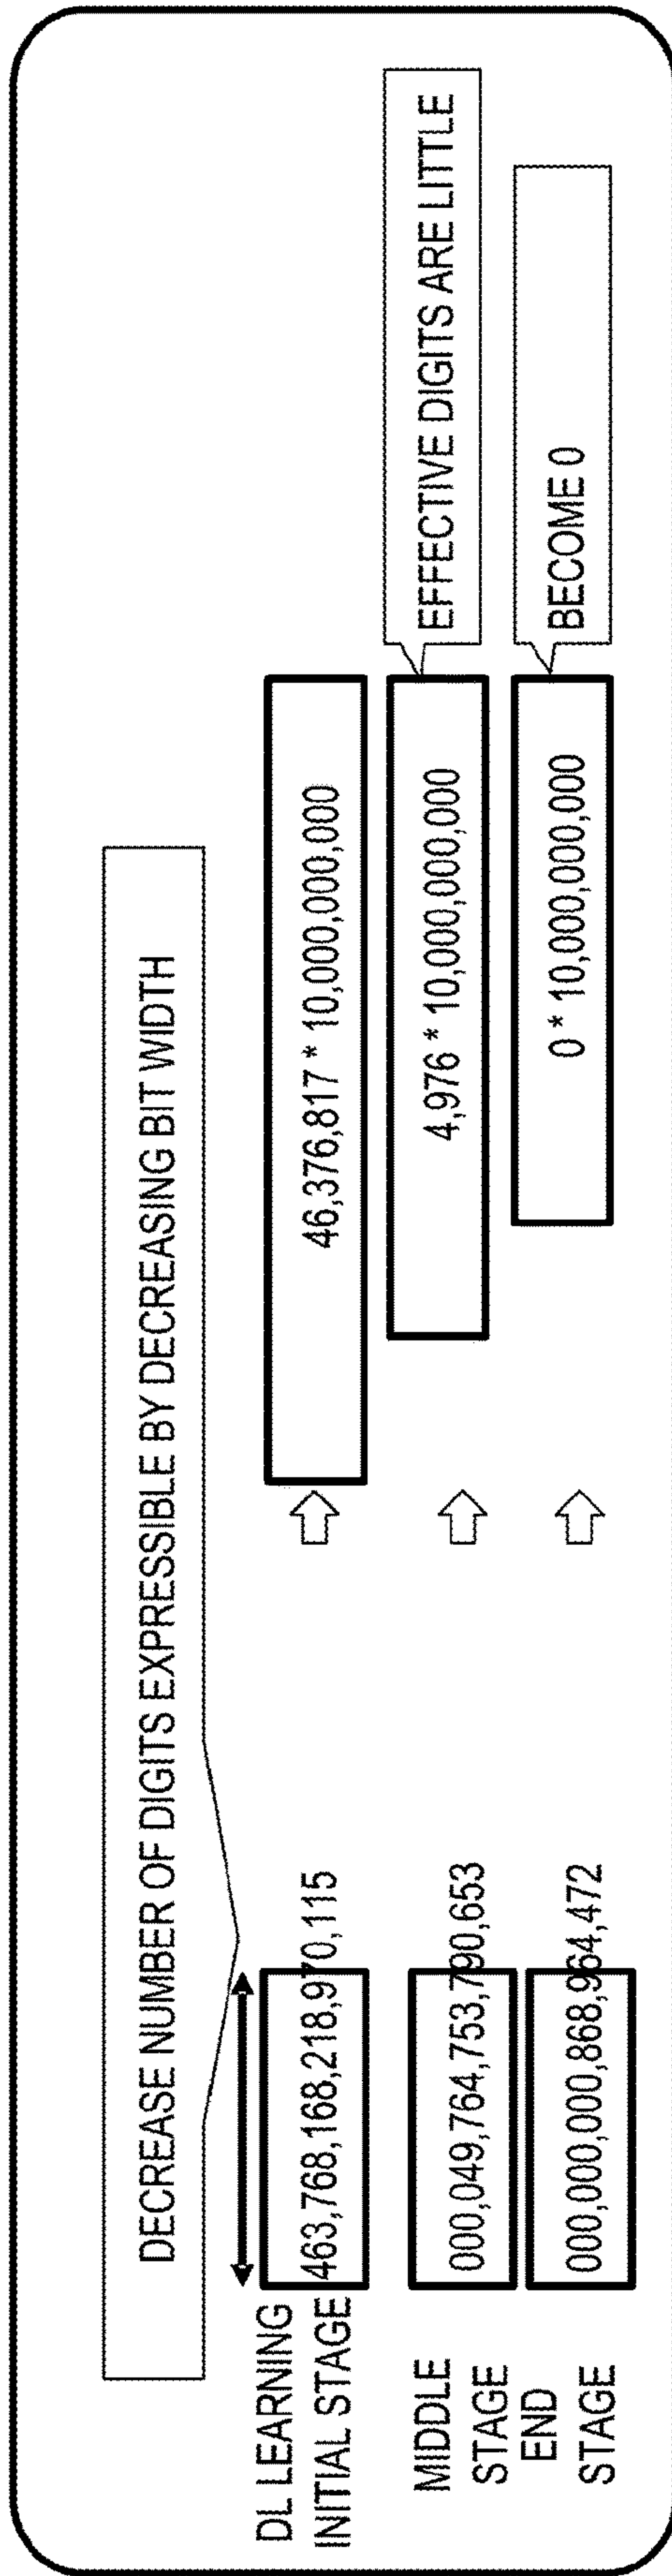 DECREASE NUMBER OF DIGITS EXPRESSIBLE BY DECREASING BIT WIDTH
DL LEARNING
INITIAL STAGE
463,768,168,218,970,115
46,376,817 * 10,000,000,000
MIDDLE
STAGE
000,049,764,753,790,653
4,976 * 10,000,000,000
EFFECTIVE DIGITS ARE LITTLE
END
STAGE
000,000,000,868,964,472
0 * 10,000,000,000
BECOME 0